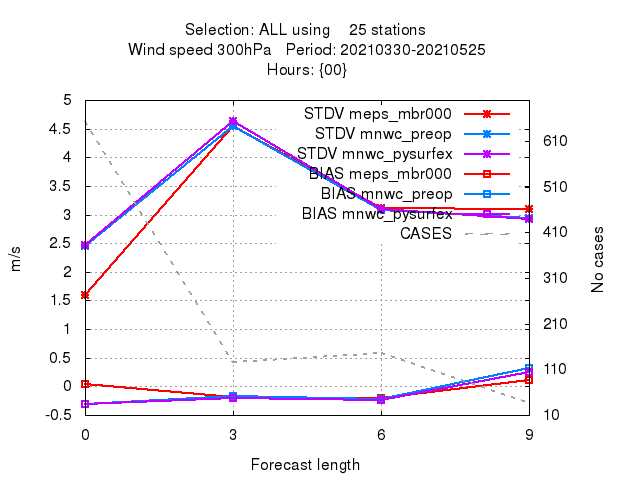 Selection: ALL using    25 stations
Wind speed 300hPa   Period: 20210330-20210525
Hours: {00}
STDV meps_mbr000
STDV mnwc_preop
STDV mnwc_pysurfex
BIAS meps_mbr000
BIAS mnwc_preop
BIAS mnwc_pysurfex
CASES
5
4.5
4
3.5
3
2.5
2
1.5
1
0.5
0
-0.5
m/s
610
510
410
310
210
110
10
No cases
0 3 6 9
Forecast length